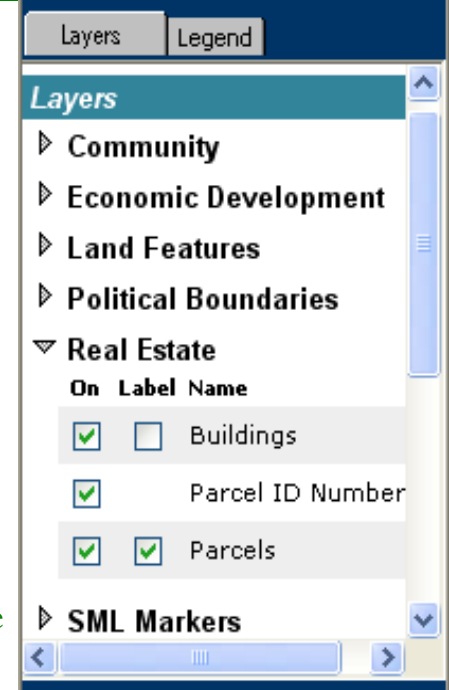 Layers Legend
Layers
Community
Economic Development
Land Features
Political Boundaries
Real Estate
On Label Name
Buildings
Parcel ID Number
Parcels
SML Markers